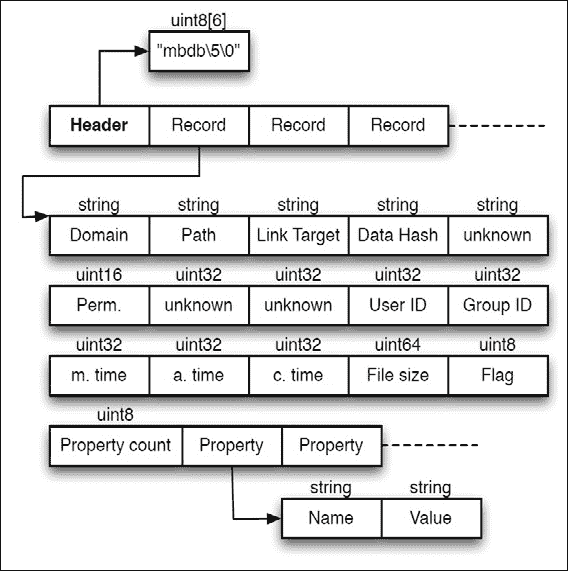 uint8[6]
"mbdb\5\0"
Header Record Record Record
string string string string string
Domain Path Link Target Data Hash unknown
uint16 uint32 uint32 uint32 uint32
Perm. unknown unknown User ID Group ID
uint32 uint32 uint32 uint64 uint8
m. time a. time c. time File size Flag
uint8
Property count Property Property
string string
Name Value